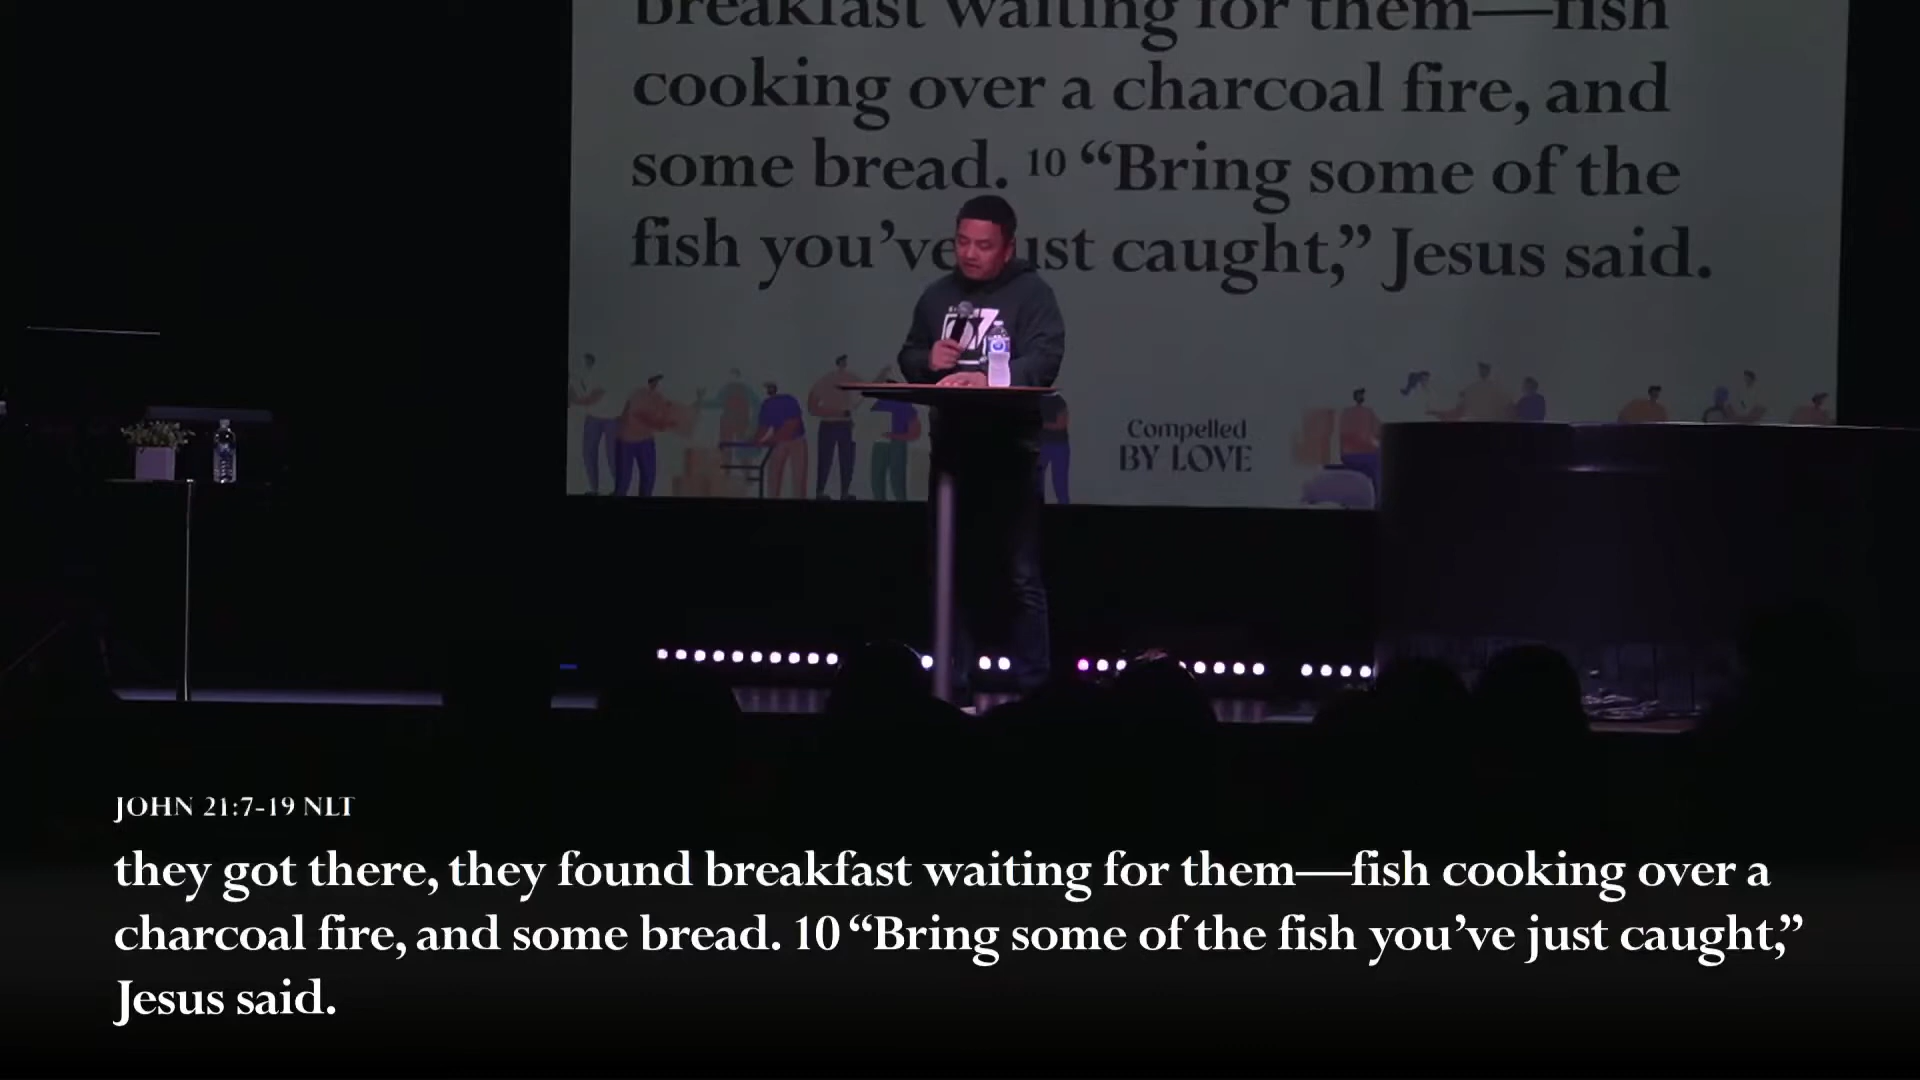 breakfast waiting for them—fish
cooking over a charcoal fire, and
some bread. 10 “Bring some of the
fish you’ve just caught,” Jesus said.
Compelled
BY LOVE
JOHN 21:7-19 NLT
they got there, they found breakfast waiting for them—fish cooking over a
charcoal fire, and some bread. 10 “Bring some of the fish you’ve just caught,”
Jesus said.